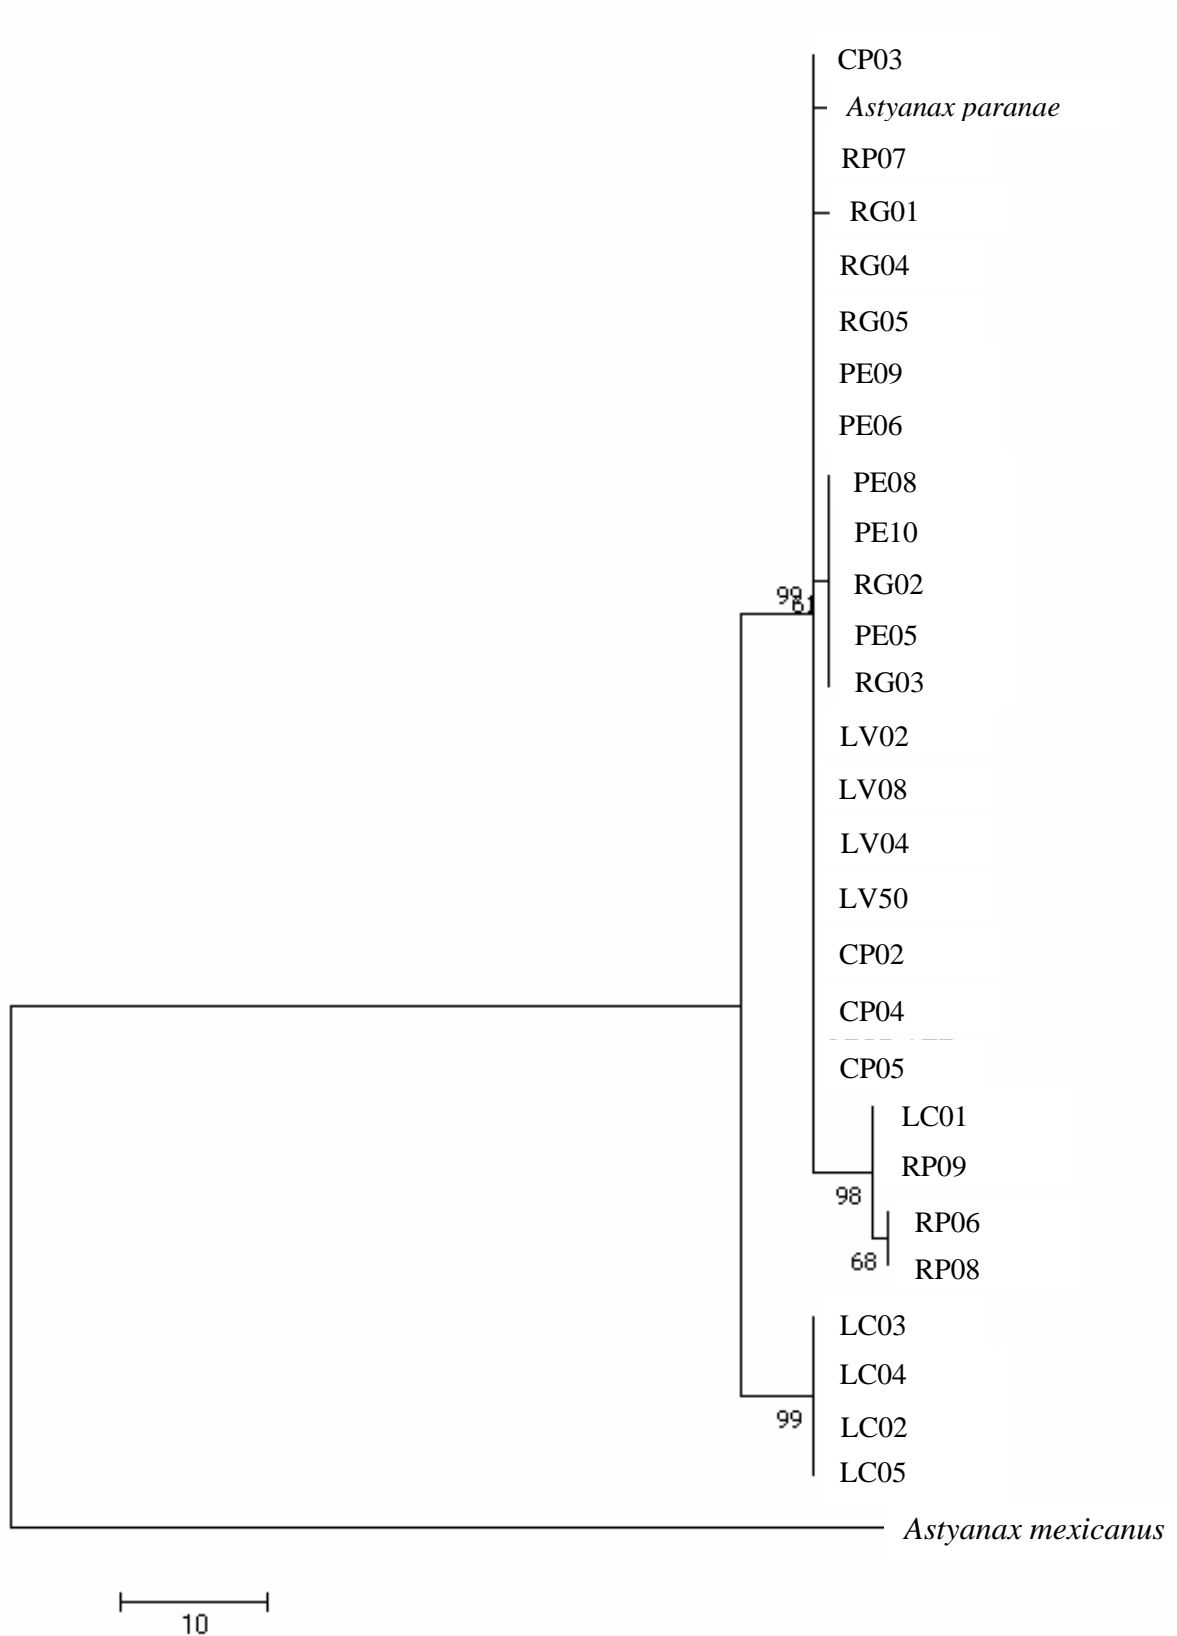 CP03
Astyanax paranae
RP07
RG01
RG04
RG05
PE09
PE06
PE08
PE10
99
61
RG02
PE05
RG03
LV02
LV08
LV04
LV50
CP02
CP04
CP05
LC01
RP09
98
RP06
68
RP08
LC03
LC04
99
LC02
LC05
Astyanax mexicanus
10